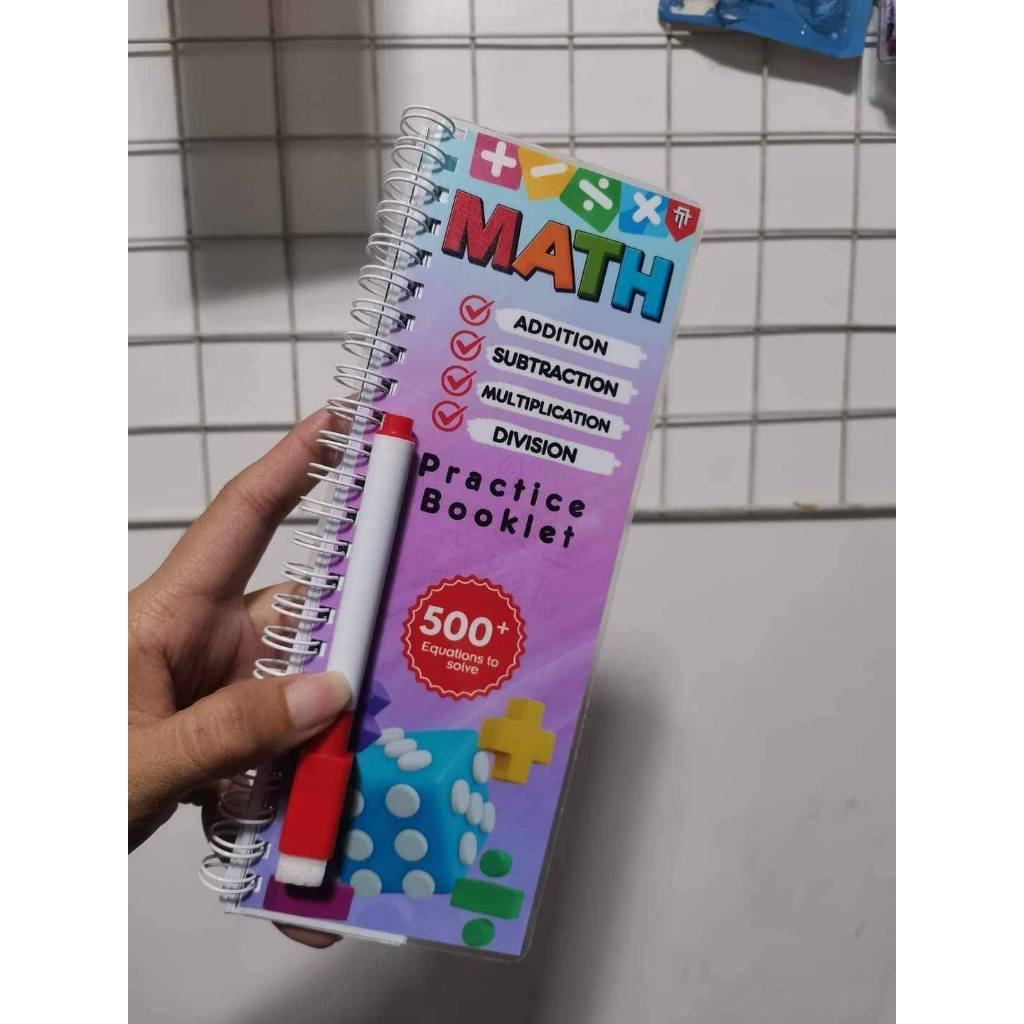 + − ÷ ×
MATH
ADDITION
SUBTRACTION
MULTIPLICATION
DIVISION
Practice
Booklet
500+
Equations to
solve